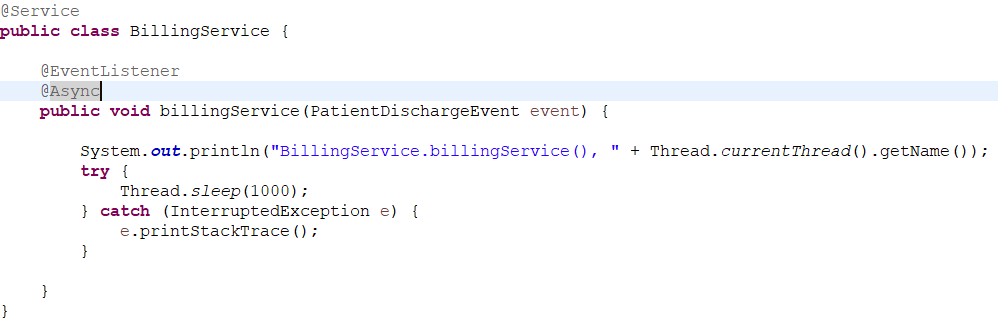 @Service
public class BillingService {
@EventListener
@Async
public void billingService(PatientDischargeEvent event) {
System.out.println("BillingService.billingService(), " + Thread.currentThread().getName());
try {
Thread.sleep(1000);
} catch (InterruptedException e) {
e.printStackTrace();
}
}
}